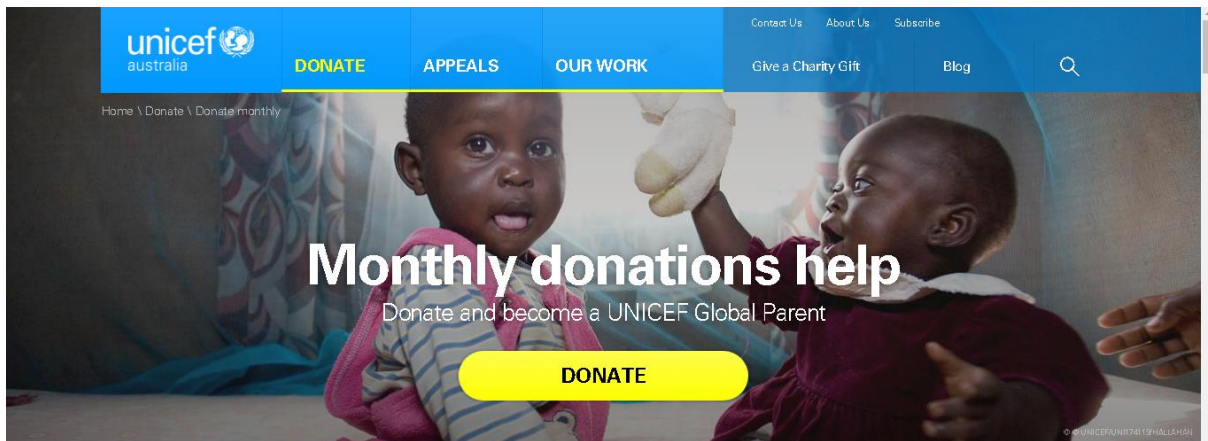 unicef
australia
DONATE
APPEALS
OUR WORK
Contact Us About Us Subscribe
Give a Charity Gift Blog
Home \ Donate \ Donate monthly
Monthly donations help
Donate and become a UNICEF Global Parent
DONATE